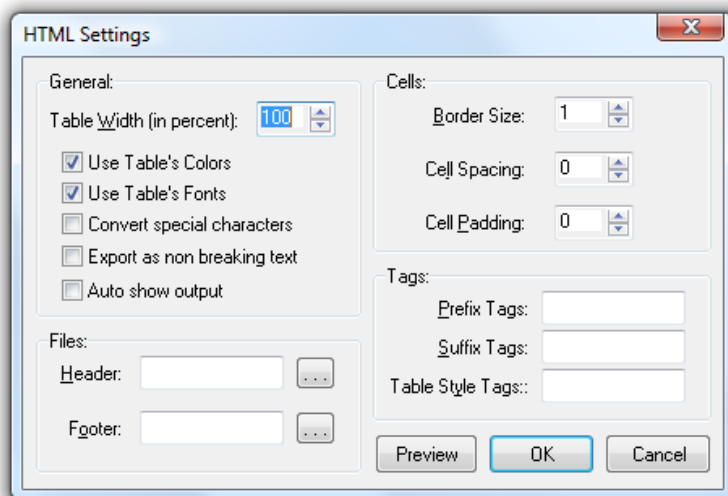 HTML Settings
General:
Table Width (in percent): 100
Use Table's Colors
Use Table's Fonts
Convert special characters
Export as non breaking text
Auto show output
Files:
Header: ...
Footer: ...
Cells:
Border Size: 1
Cell Spacing: 0
Cell Padding: 0
Tags:
Prefix Tags:
Suffix Tags:
Table Style Tags::
Preview OK Cancel